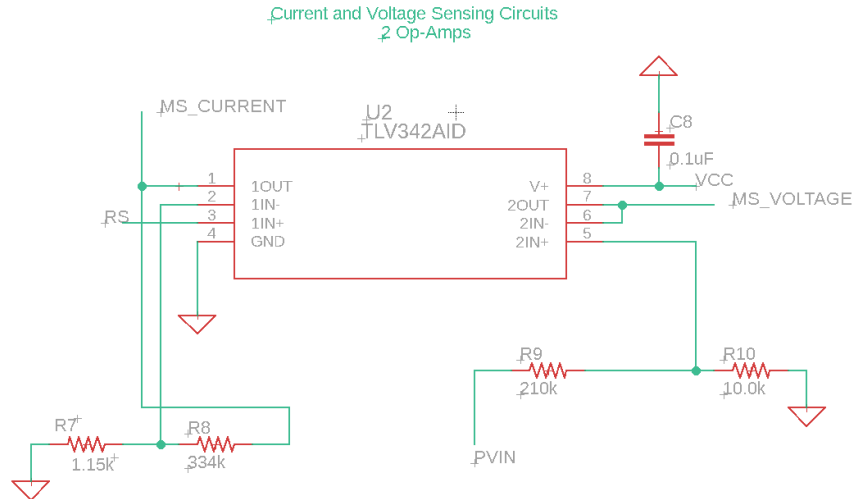 Current and Voltage Sensing Circuits
2 Op-Amps
MS_CURRENT
U2
TLV342AID
C8
0.1uF
VCC
MS_VOLTAGE
RS
1
2
3
4
1OUT
1IN-
1IN+
GND
V+
2OUT
2IN-
2IN+
8
7
6
5
R9
210k
R10
10.0k
R7
1.15k
R8
334k
PVIN